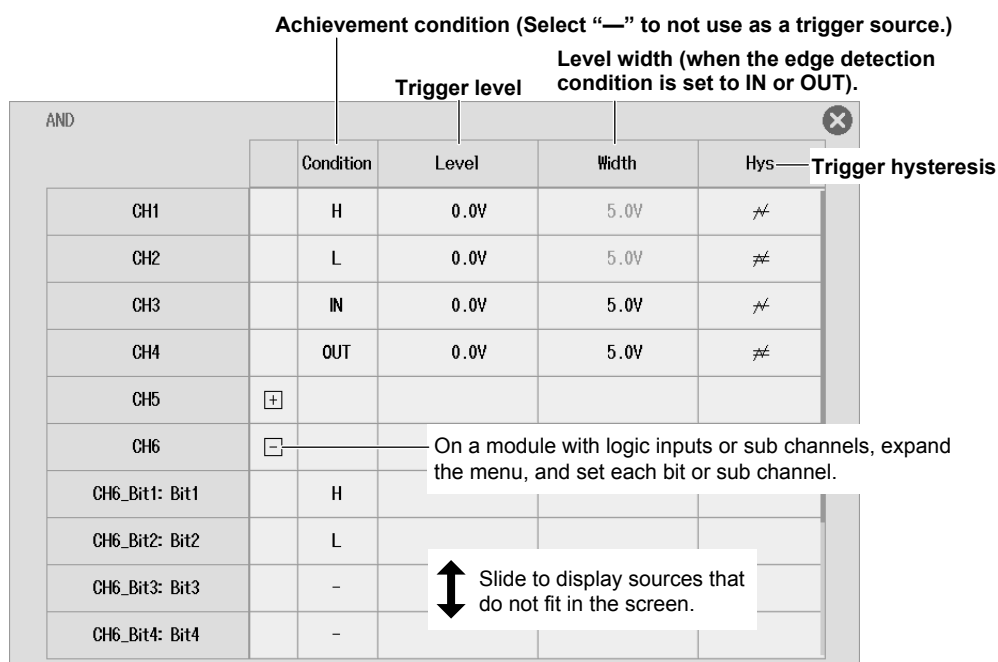 Achievement condition (Select “—” to not use as a trigger source.)
Level width (when the edge detection
condition is set to IN or OUT).
Trigger level
AND
Condition Level Width Hys
Trigger hysteresis
CH1 H 0.0V 5.0V
CH2 L 0.0V 5.0V
CH3 IN 0.0V 5.0V
CH4 OUT 0.0V 5.0V
CH5 +
CH6 -
On a module with logic inputs or sub channels, expand
the menu, and set each bit or sub channel.
CH6_Bit1: Bit1 H
CH6_Bit2: Bit2 L
CH6_Bit3: Bit3 -
Slide to display sources that
do not fit in the screen.
CH6_Bit4: Bit4 -